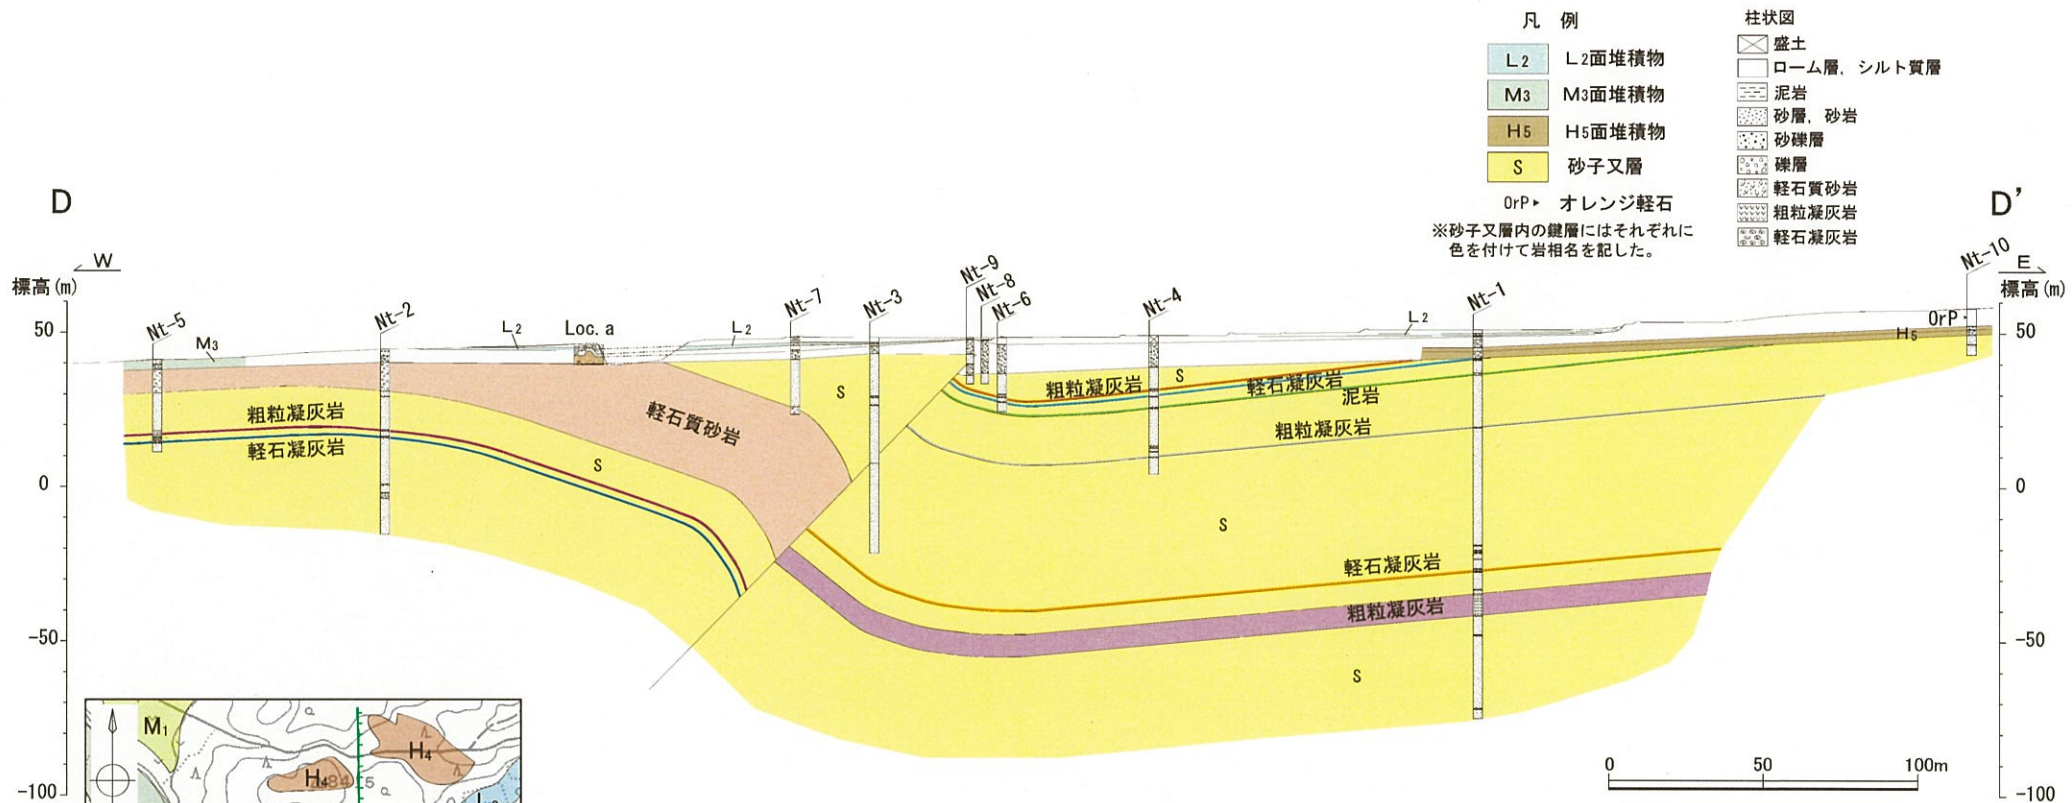 凡 例
L2 L2面堆積物
M3 M3面堆積物
H5 H5面堆積物
S 砂子又層
OrP オレンジ軽石
※砂子又層内の鍵層にはそれぞれに
色を付けて岩相名を記した。
柱状図
盛土
ローム層, シルト質層
泥岩
砂層, 砂岩
砂礫層
礫層
軽石質砂岩
粗粒凝灰岩
軽石凝灰岩
D
D'
W
E
標高(m)
標高(m)
50
0
-50
-100
50
0
-50
-100
Nt-5
Nt-2
Nt-7
Nt-3
Nt-9
Nt-8
Nt-6
Nt-4
Nt-1
Nt-10
M3
L2
Loc. a
L2
L2
OrP
H5
粗粒凝灰岩
軽石凝灰岩
S
軽石質砂岩
S
粗粒凝灰岩
S
軽石凝灰岩
泥岩
粗粒凝灰岩
S
軽石凝灰岩
粗粒凝灰岩
S
0 50 100m
M1
H4
H4